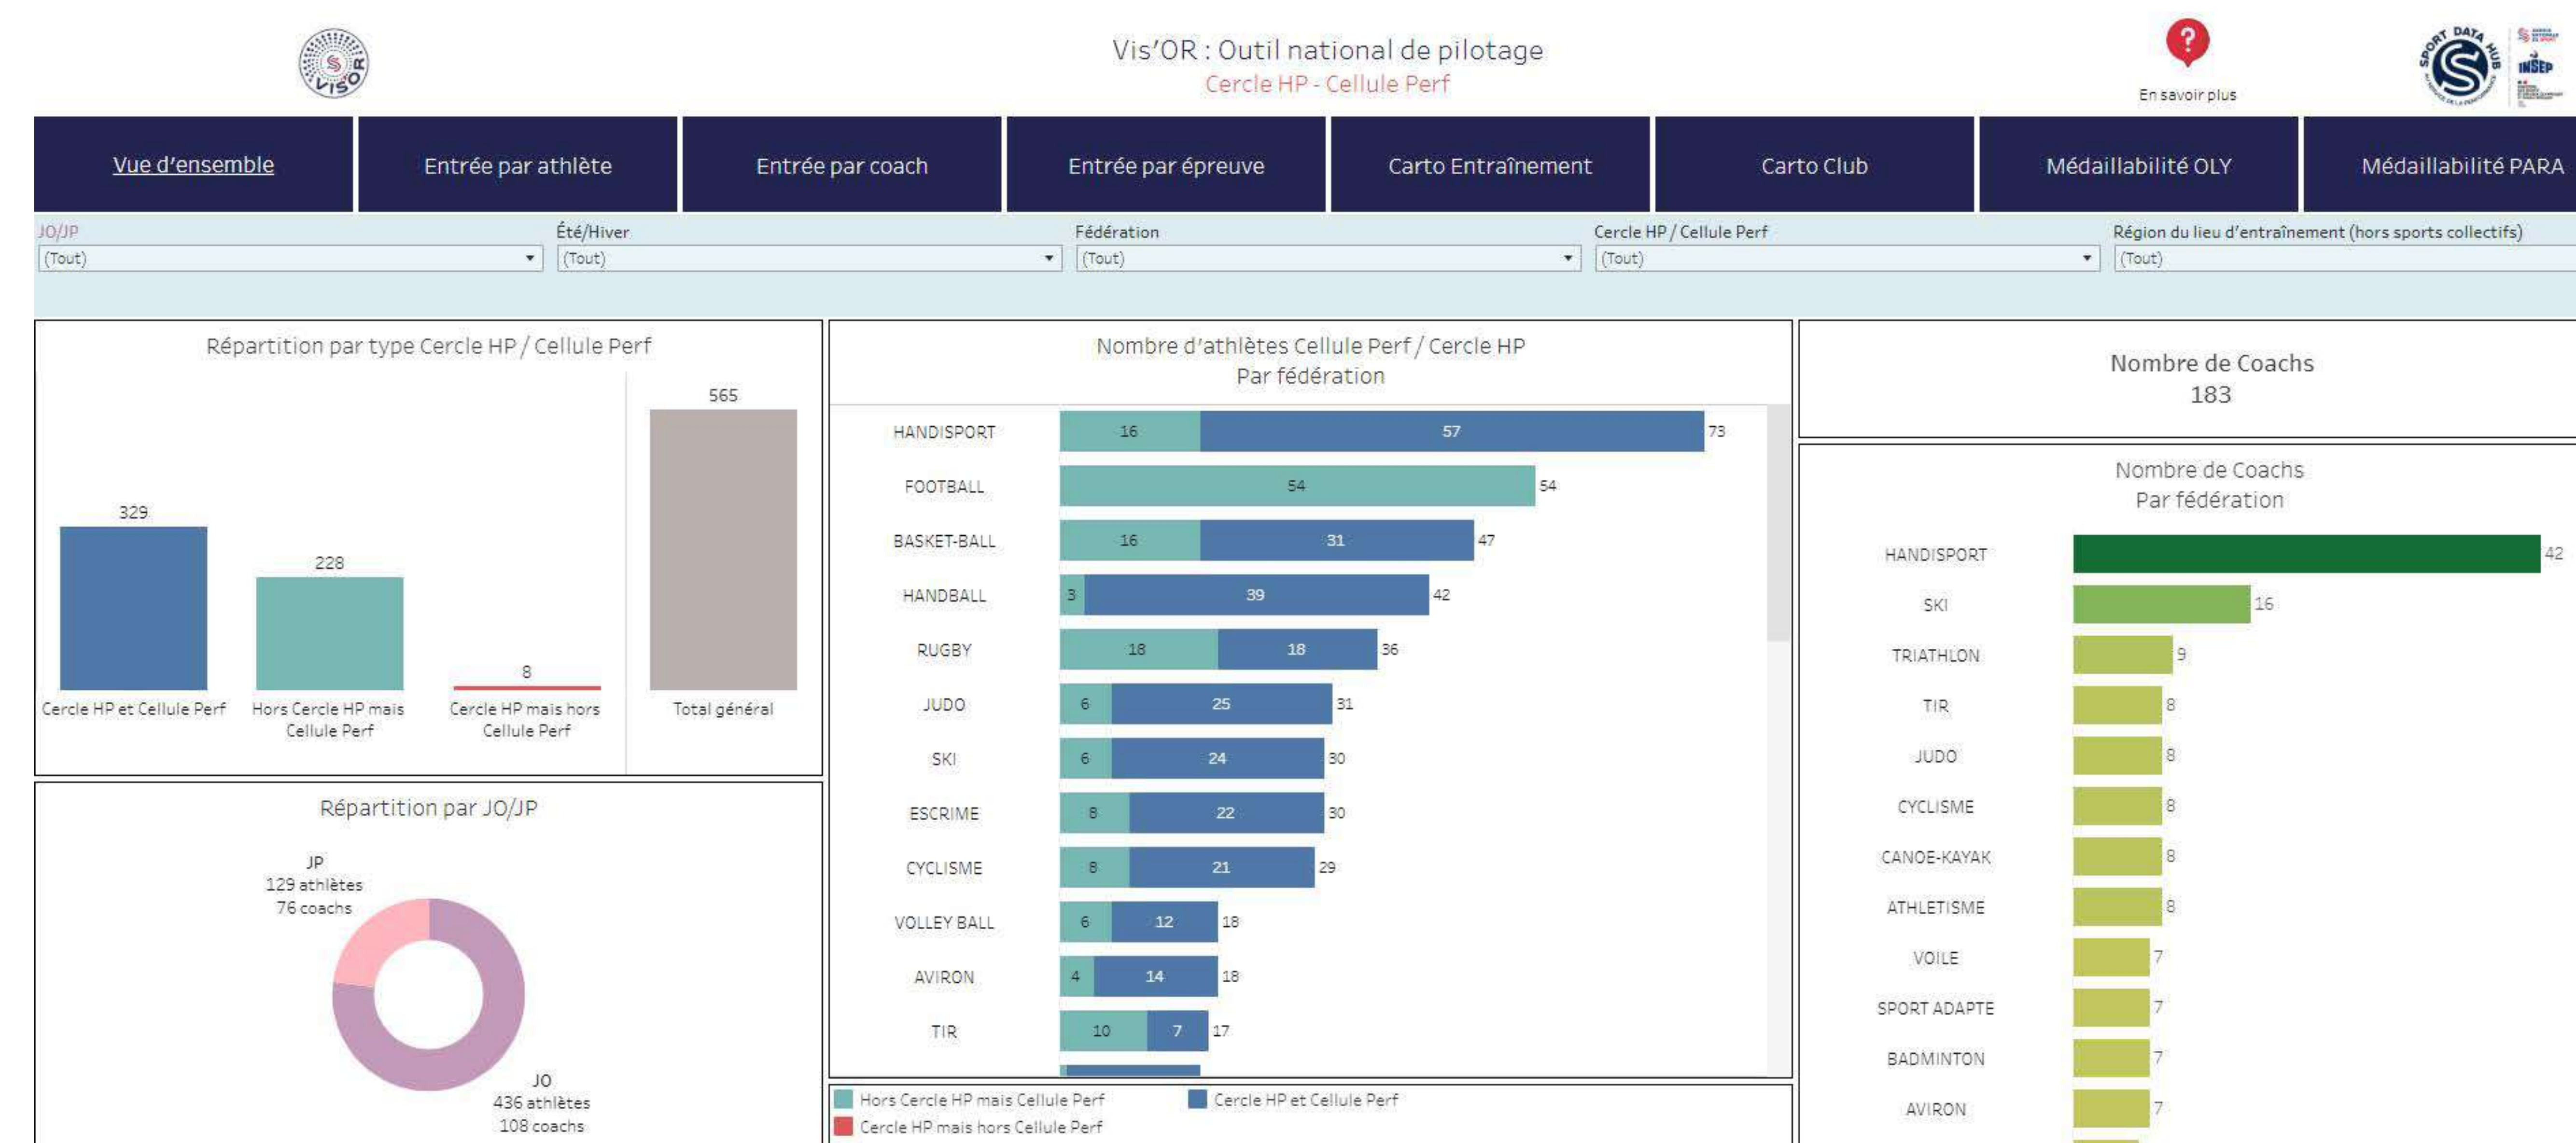 VISOR
Vis'OR : Outil national de pilotage
Cercle HP - Cellule Perf
?
En savoir plus
SPORT DATA HUB
INSEP
Vue d'ensemble
Entrée par athlète
Entrée par coach
Entrée par épreuve
Carto Entraînement
Carto Club
Médaillabilité OLY
Médaillabilité PARA
JO/JP
Été/Hiver
Fédération
Cercle HP / Cellule Perf
Région du lieu d'entraînement (hors sports collectifs)
(Tout)
(Tout)
(Tout)
(Tout)
(Tout)
Répartition par type Cercle HP / Cellule Perf
329
228
8
565
Cercle HP et Cellule Perf
Hors Cercle HP mais
Cellule Perf
Cercle HP mais hors
Cellule Perf
Total général
Répartition par JO/JP
JP
129 athlètes
76 coachs
JO
436 athlètes
108 coachs
Nombre d'athlètes Cellule Perf / Cercle HP
Par fédération
HANDISPORT 16 57 73
FOOTBALL 54 54
BASKET-BALL 16 31 47
HANDBALL 3 39 42
RUGBY 18 18 36
JUDO 6 25 31
SKI 6 24 30
ESCRIME 8 22 30
CYCLISME 8 21 29
VOLLEY BALL 6 12 18
AVIRON 4 14 18
TIR 10 7 17
Hors Cercle HP mais Cellule Perf
Cercle HP et Cellule Perf
Cercle HP mais hors Cellule Perf
Nombre de Coachs
183
Nombre de Coachs
Par fédération
HANDISPORT 42
SKI 16
TRIATHLON 9
TIR 8
JUDO 8
CYCLISME 8
CANOE-KAYAK 8
ATHLETISME 8
VOILE 7
SPORT ADAPTE 7
BADMINTON 7
AVIRON 7